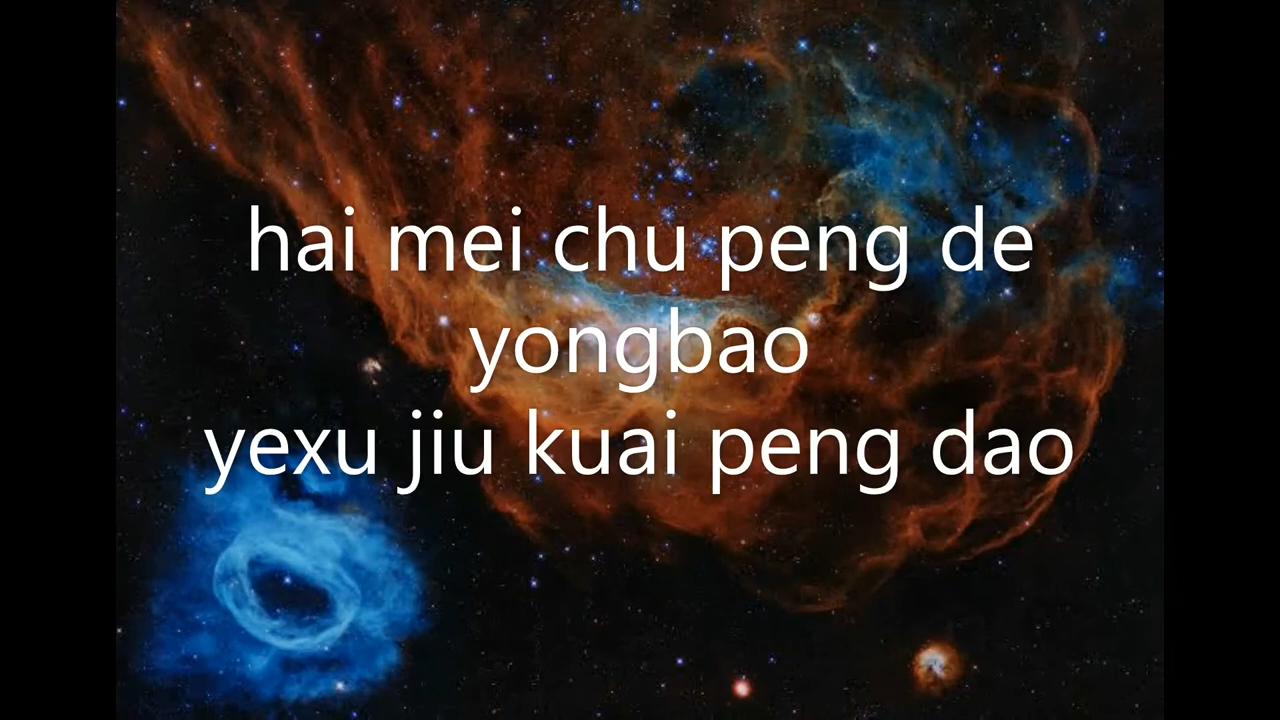 hai mei chu peng de
yongbao
yexu jiu kuai peng dao